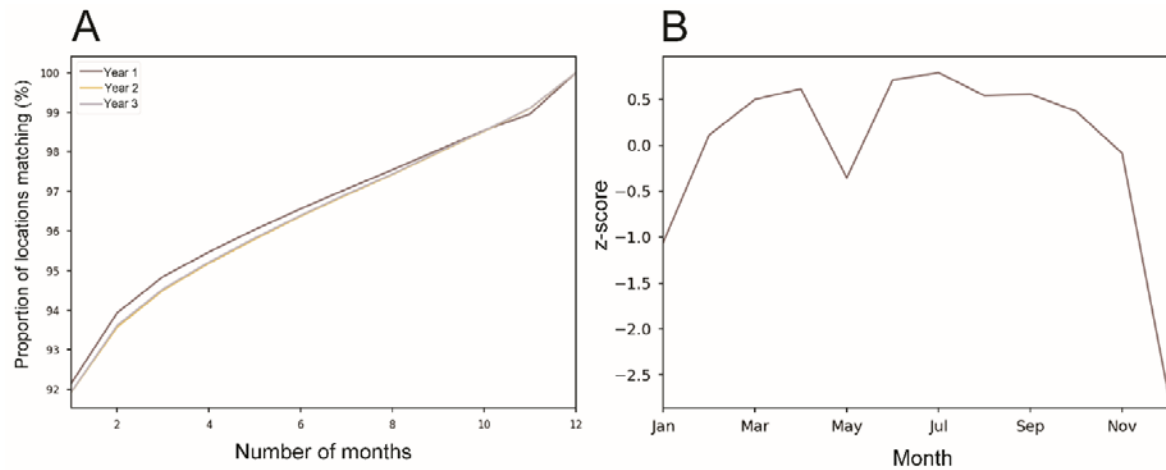 A
B
Proportion of locations matching (%)
100
99
98
97
96
95
94
93
92
Year 1
Year 2
Year 3
2
4
6
8
10
12
Number of months
z-score
0.5
0.0
−0.5
−1.0
−1.5
−2.0
−2.5
Jan
Mar
May
Jul
Sep
Nov
Month